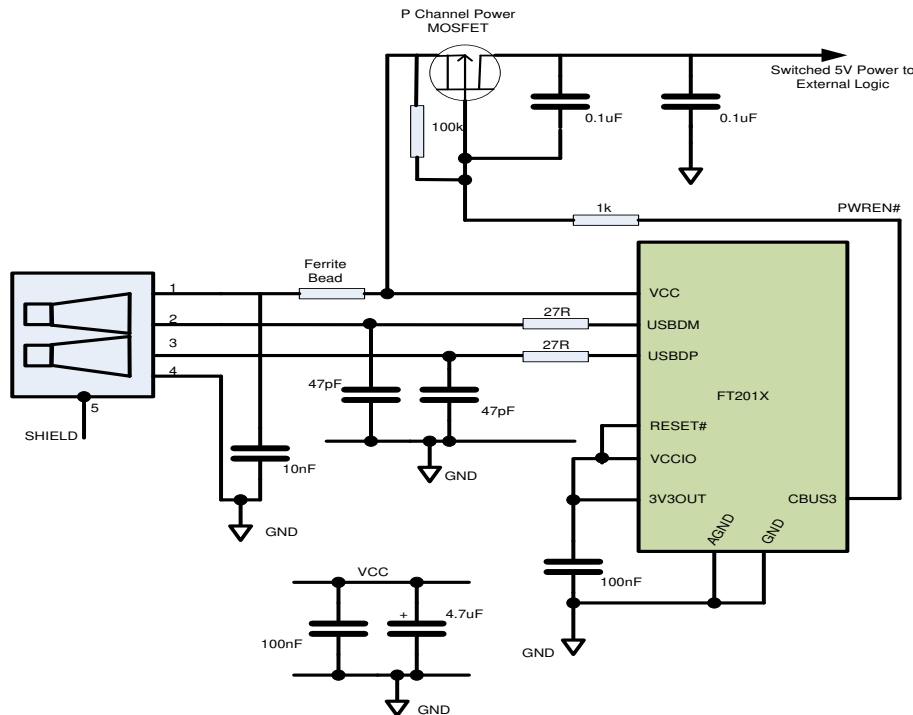 P Channel Power
MOSFET
Switched 5V Power to
External Logic
0.1uF
0.1uF
100k
1k
PWREN#
Ferrite
Bead
1
VCC
27R
2
USBDM
27R
3
USBDP
4
47pF
47pF
FT201X
5
SHIELD
RESET#
10nF
VCCIO
GND
3V3OUT
CBUS3
GND
AGND
GND
VCC
100nF
4.7uF
+
100nF
GND
GND